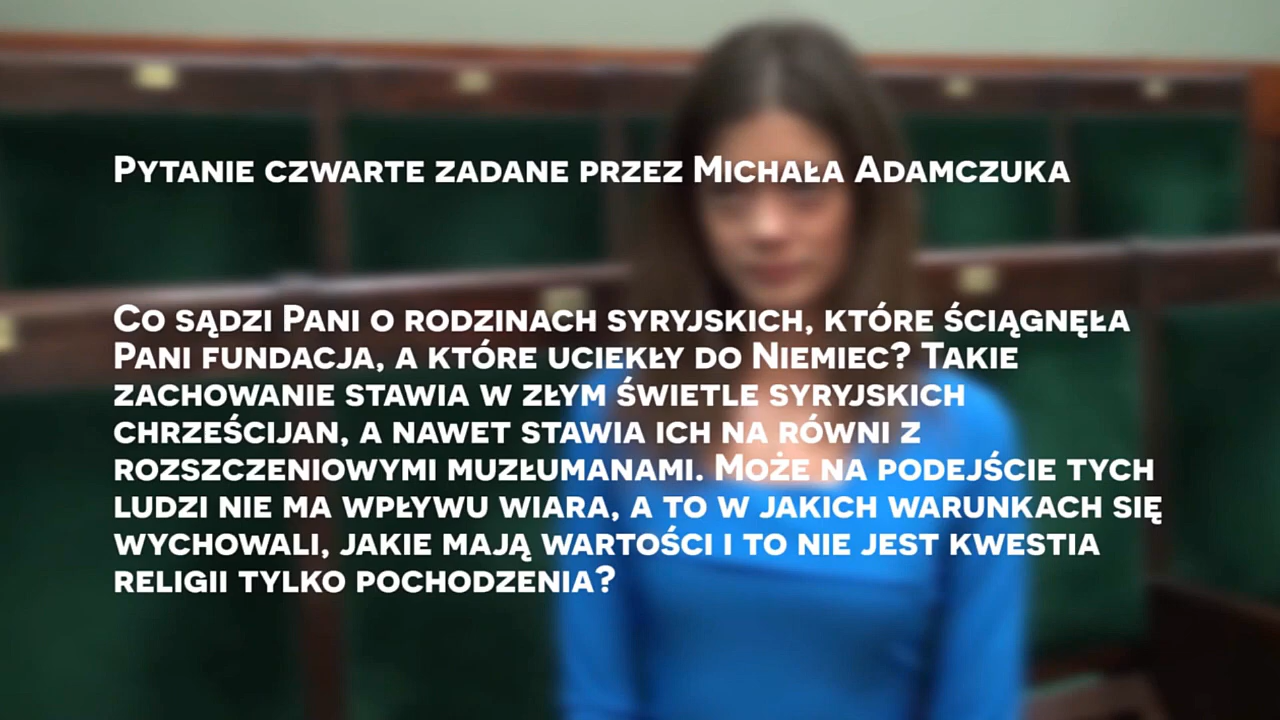 Pytanie czwarte zadane przez Michała Adamczuka
Co sądzi Pani o rodzinach syryjskich, które ściągnęła
Pani fundacja, a które uciekły do Niemiec? Takie
zachowanie stawia w złym świetle syryjskich
chrześcijan, a nawet stawia ich na równi z
rozszczeniowymi muzłumanami. Może na podejście tych
ludzi nie ma wpływu wiara, a to w jakich warunkach się
wychowali, jakie mają wartości i to nie jest kwestia
religii tylko pochodzenia?